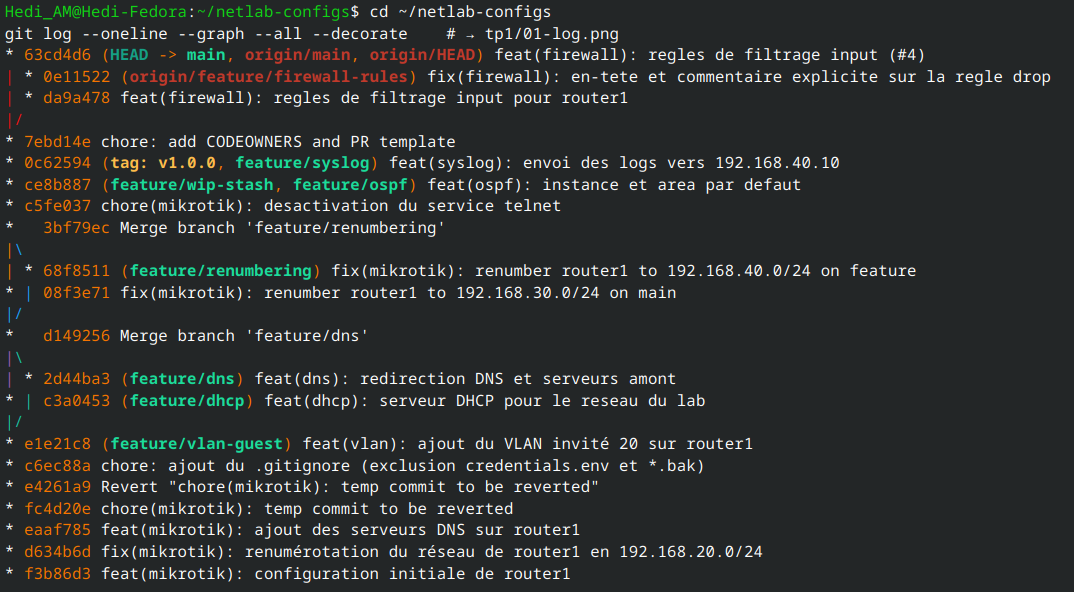 Hedi_AM@Hedi-Fedora:~/netlab-configs$ cd ~/netlab-configs
git log --oneline --graph --all --decorate    # → tp1/01-log.png
* 63cd4d6 (HEAD -> main, origin/main, origin/HEAD) feat(firewall): regles de filtrage input (#4)
| * 0e11522 (origin/feature/firewall-rules) fix(firewall): en-tete et commentaire explicite sur la regle drop
| * da9a478 feat(firewall): regles de filtrage input pour router1
|/
* 7ebd14e chore: add CODEOWNERS and PR template
* 0c62594 (tag: v1.0.0, feature/syslog) feat(syslog): envoi des logs vers 192.168.40.10
* ce8b887 (feature/wip-stash, feature/ospf) feat(ospf): instance et area par defaut
* c5fe037 chore(mikrotik): desactivation du service telnet
*   3bf79ec Merge branch 'feature/renumbering'
|\
| * 68f8511 (feature/renumbering) fix(mikrotik): renumber router1 to 192.168.40.0/24 on feature
* | 08f3e71 fix(mikrotik): renumber router1 to 192.168.30.0/24 on main
|/
*   d149256 Merge branch 'feature/dns'
|\
| * 2d44ba3 (feature/dns) feat(dns): redirection DNS et serveurs amont
* | c3a0453 (feature/dhcp) feat(dhcp): serveur DHCP pour le reseau du lab
|/
* e1e21c8 (feature/vlan-guest) feat(vlan): ajout du VLAN invité 20 sur router1
* c6ec88a chore: ajout du .gitignore (exclusion credentials.env et *.bak)
* e4261a9 Revert "chore(mikrotik): temp commit to be reverted"
* fc4d20e chore(mikrotik): temp commit to be reverted
* eaaf785 feat(mikrotik): ajout des serveurs DNS sur router1
* d634b6d fix(mikrotik): renumérotation du réseau de router1 en 192.168.20.0/24
* f3b86d3 feat(mikrotik): configuration initiale de router1